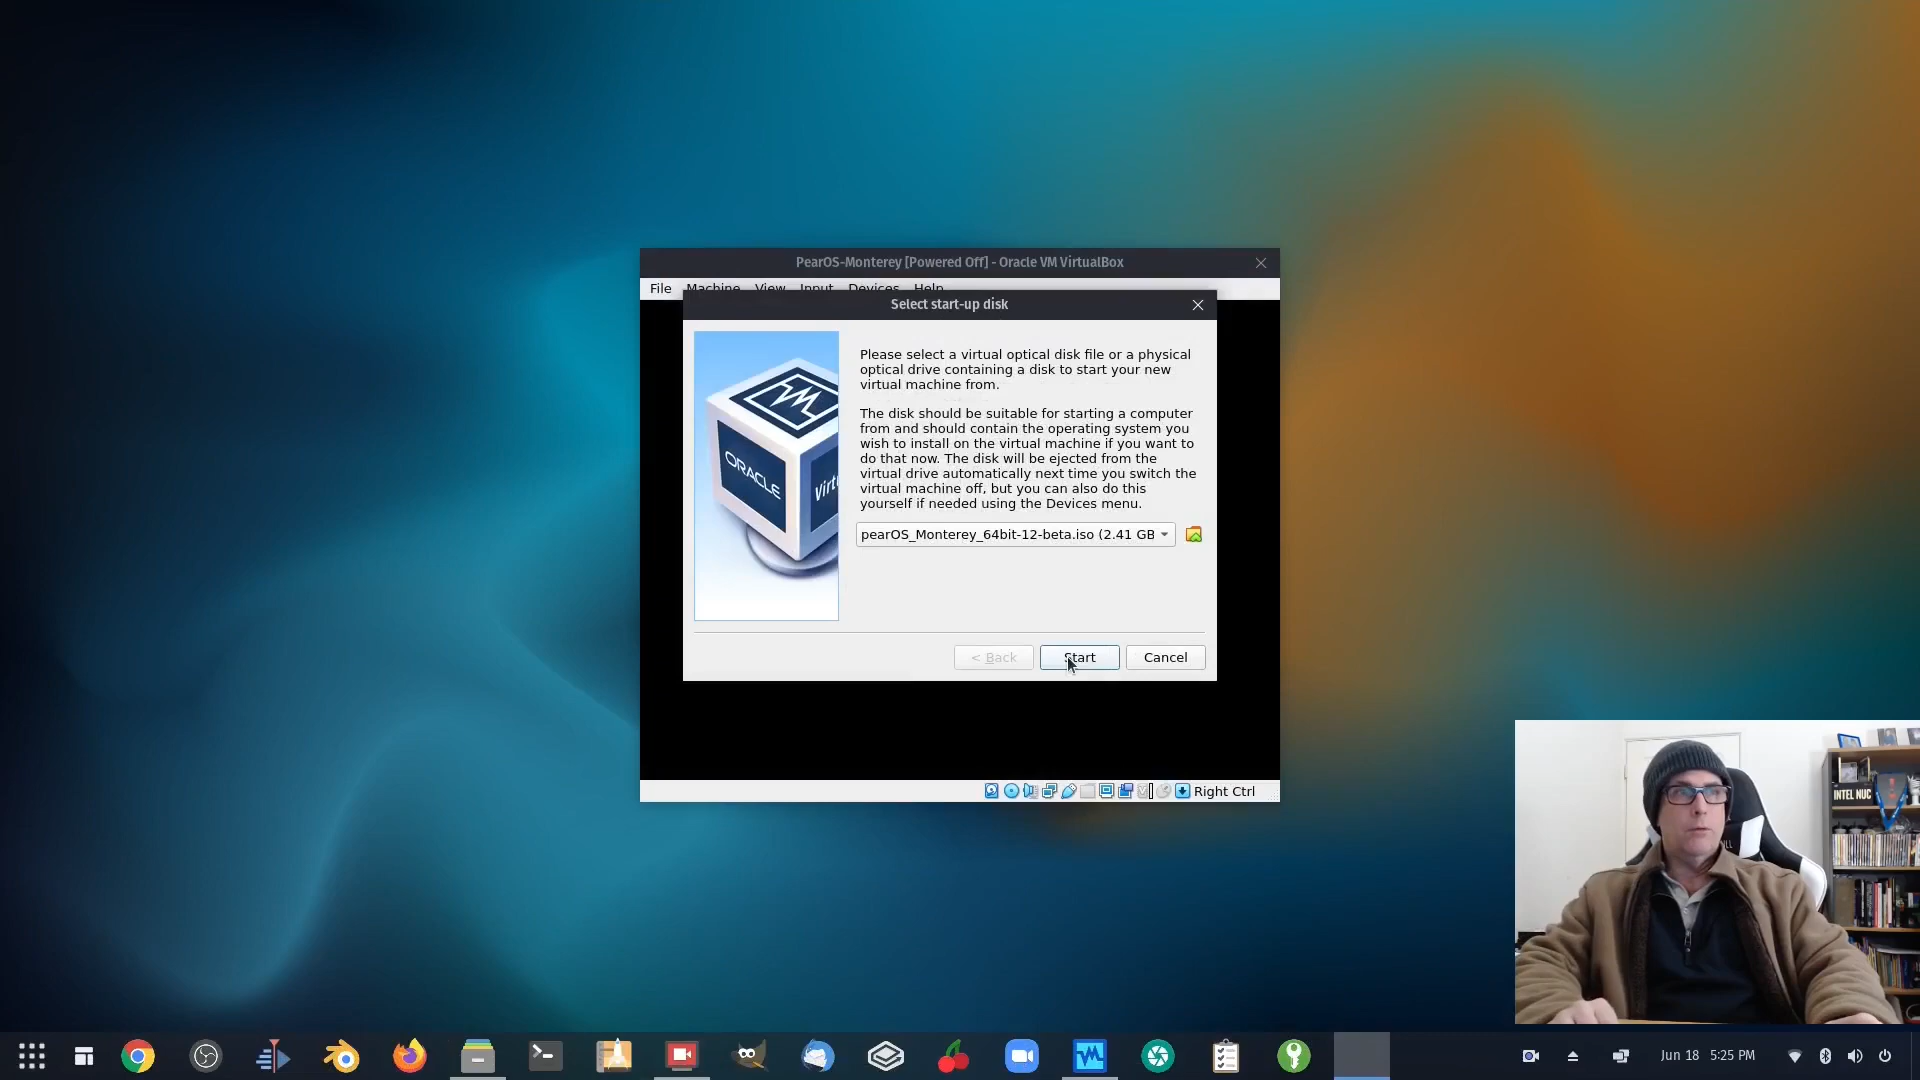 PearOS-Monterey [Powered Off] - Oracle VM VirtualBox
File Machine View Input Devices Help
Select start-up disk
Please select a virtual optical disk file or a physical
optical drive containing a disk to start your new
virtual machine from.
The disk should be suitable for starting a computer
from and should contain the operating system you
wish to install on the virtual machine if you want to
do that now. The disk will be ejected from the
virtual drive automatically next time you switch the
virtual machine off, but you can also do this
yourself if needed using the Devices menu.
ORACLE
Virt
pearOS_Monterey_64bit-12-beta.iso (2.41 GB
< Back
Start
Cancel
Right Ctrl
INTEL NUC
Jun 18 5:25 PM